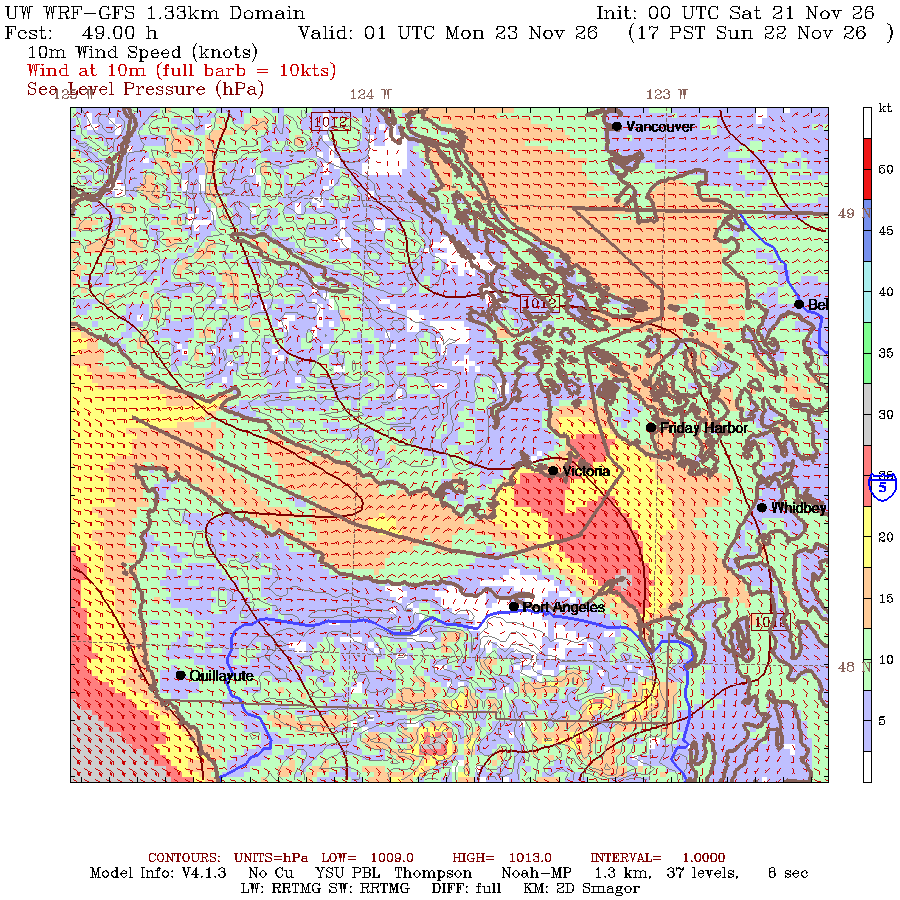 UW WRF-GFS 1.33km Domain Init: 00 UTC Sat 21 Nov 26
Fcst: 49.00 h Valid: 01 UTC Mon 23 Nov 26 (17 PST Sun 22 Nov 26 )
10m Wind Speed (knots)
Wind at 10m (full barb = 10kts)
Sea Level Pressure (hPa)
125 W 124 W 123 W
kt
1012
Vancouver
60
49 N
45
40
1012
Bel
35
30
Friday Harbor
Victoria
25
5
Whidbey
20
Port Angeles
15
1012
10
48 N
Quillayute
5
CONTOURS: UNITS=hPa LOW= 1009.0 HIGH= 1013.0 INTERVAL= 1.0000
Model Info: V4.1.3 No Cu YSU PBL Thompson Noah-MP 1.3 km, 37 levels, 8 sec
LW: RRTMG SW: RRTMG DIFF: full KM: 2D Smagor